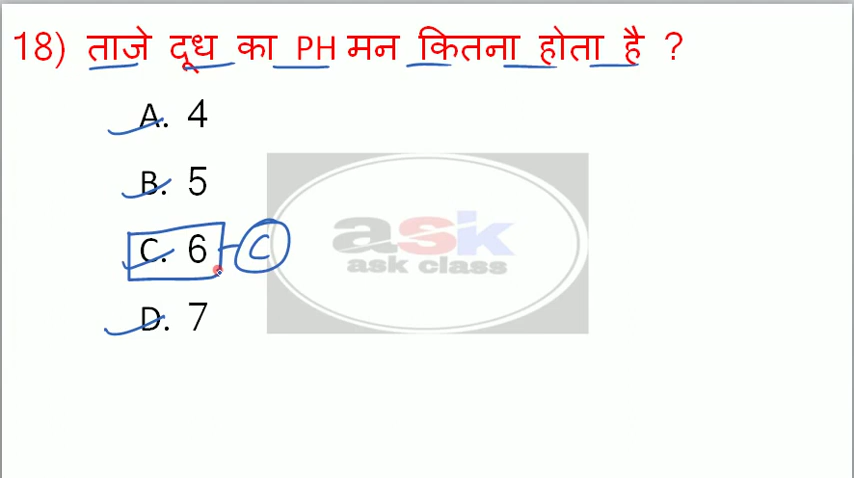 18) ताजे दूध का PH मन कितना होता है ?
A. 4
B. 5
C. 6 C
D. 7
ask
ask class